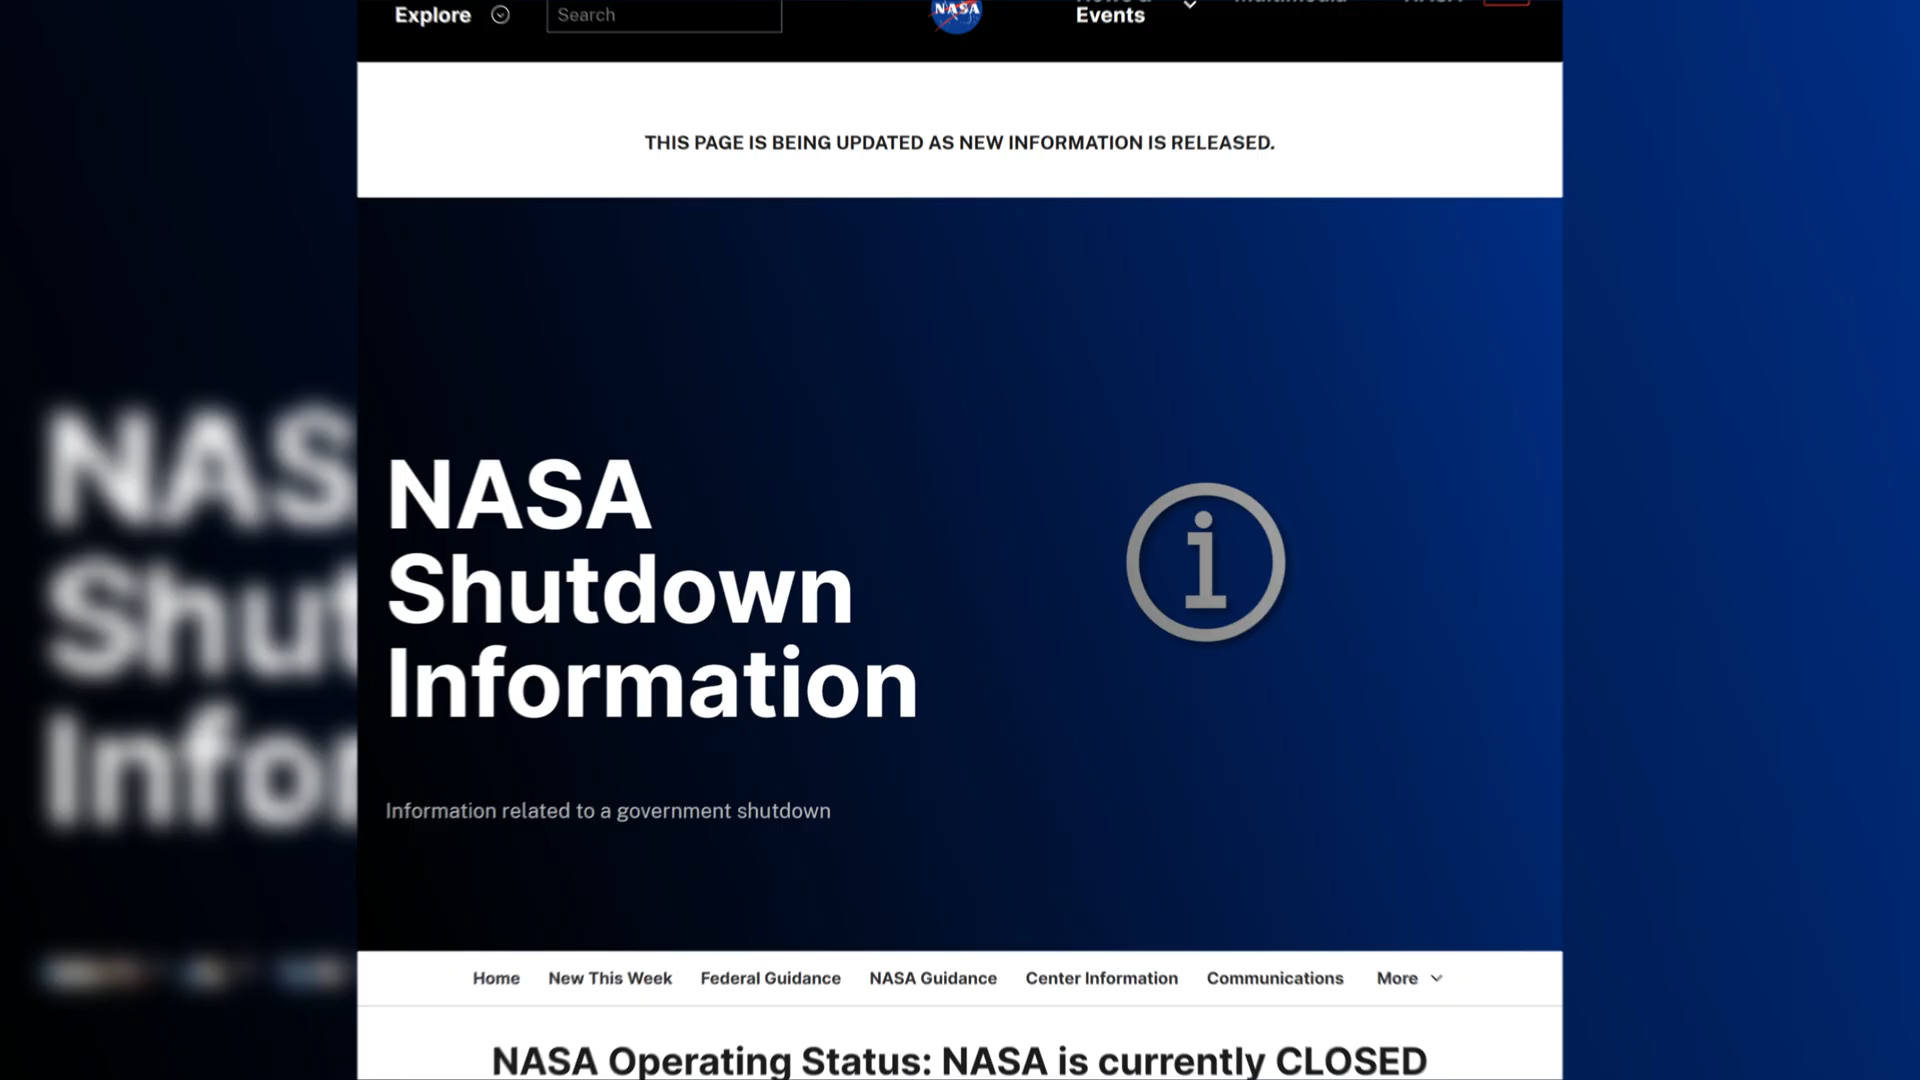 Explore
Search
NASA
Events
THIS PAGE IS BEING UPDATED AS NEW INFORMATION IS RELEASED.
NASA
Shutdown
Information
Information related to a government shutdown
Home New This Week Federal Guidance NASA Guidance Center Information Communications More
NASA Operating Status: NASA is currently CLOSED